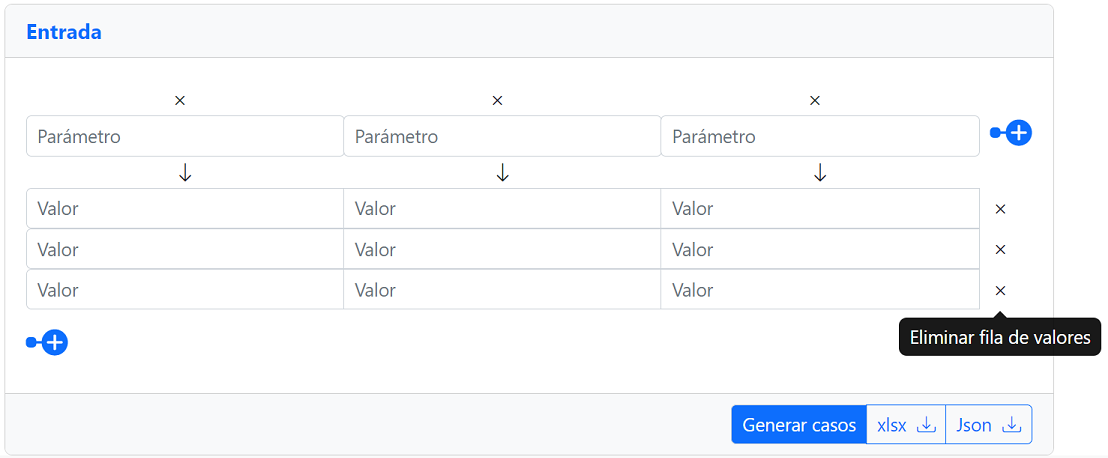 Entrada
Parámetro Parámetro Parámetro
Valor Valor Valor
Valor Valor Valor
Valor Valor Valor
Eliminar fila de valores
Generar casos xlsx Json